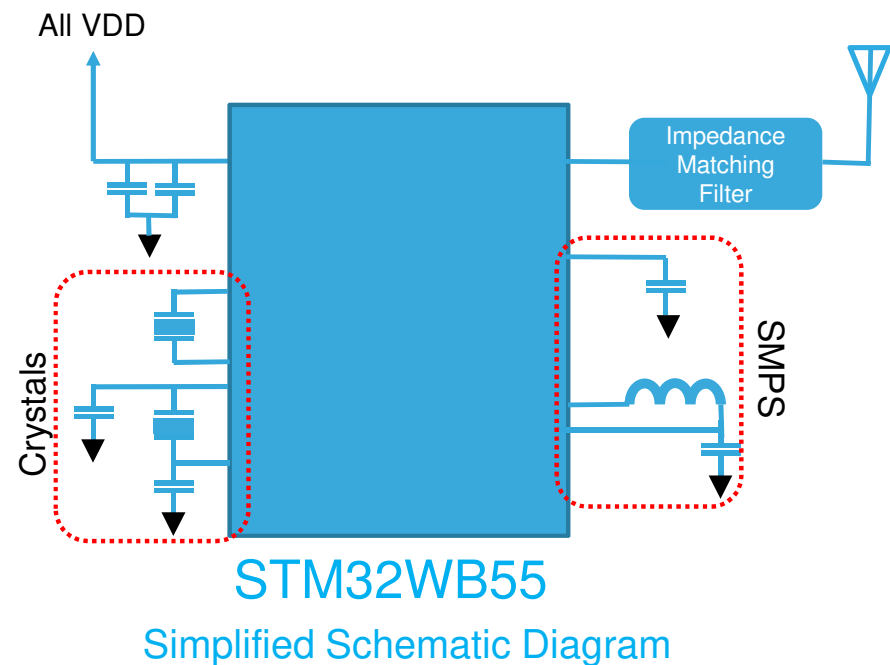 All VDD
Impedance
Matching
Filter
Crystals
SMPS
STM32WB55
Simplified Schematic Diagram